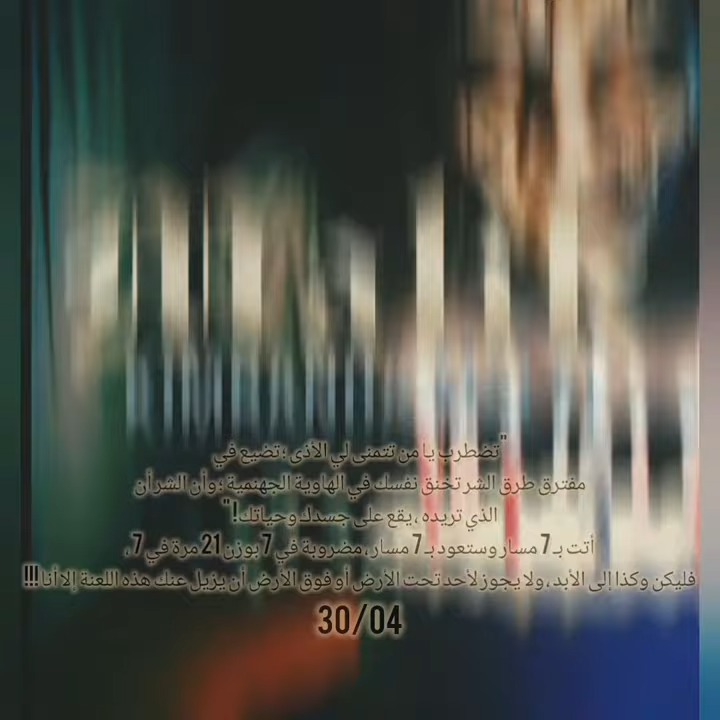 "تضطرب يا من تتمنى لي الأذى ؛ تضيع في
مفترق طرق الشر تخنق نفسك في الهاوية الجهنمية ؛ وأن الشر أن
الذي تريده ، يقع على جسدك وحياتك ! "
أتت بـ 7 مسار وستعود بـ 7 مسار ، مضروبة في 7 بوزن 21 مرة في 7 ،
فليكن وكذا إلى الأبد ، ولا يجوز لأحد تحت الأرض أو فوق الأرض أن يزيل عنك هذه اللعنة إلا أنا !!!
30/04